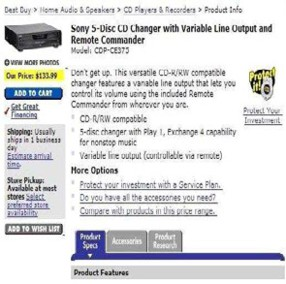 Best Buy > Home Audio & Speakers > CD Players & Recorders > Product Info
Sony 5-Disc CD Changer with Variable Line Output and
Remote Commander
Model: CDP-CE375
VIEW MORE PHOTOS
Our Price: $133.99
ADD TO CART
Get Great
Financing
Shipping: Usually
ships in 1 business
day
Estimate arrival
time.
Store Pickup:
Available at most
stores Select
preferred store
availability
ADD TO WISH LIST
Don't get up. This versatile CD-R/RW compatible
changer features a variable line output that lets you
control its volume using the included Remote
Commander from wherever you are.
CD-R/RW compatible
5-disc changer with Play 1, Exchange 4 capability
for nonstop music
Variable line output (controllable via remote)
More Options
Protect your investment with a Service Plan.
Do you have all the accessories you need?
Compare with products in this price range.
Protect it!
Protect Your
Investment.
Product Specs
Accessories
Product Research
Product Features